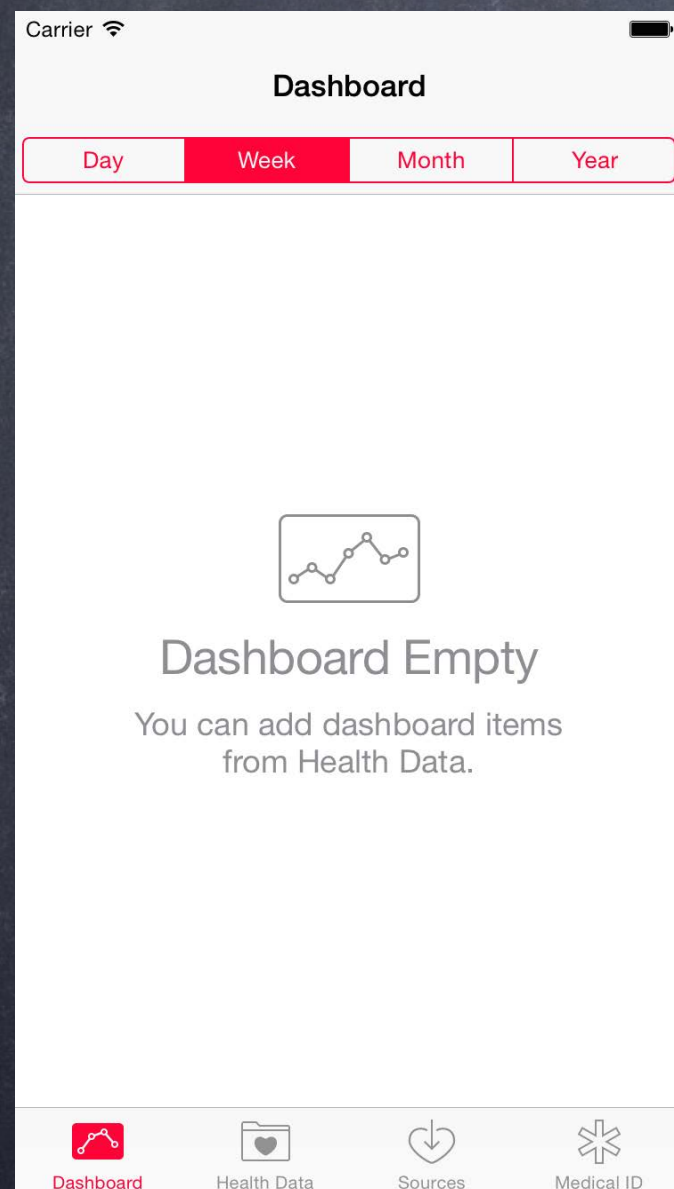 Carrier
Dashboard
Day Week Month Year
Dashboard Empty
You can add dashboard items
from Health Data.
Dashboard Health Data Sources Medical ID